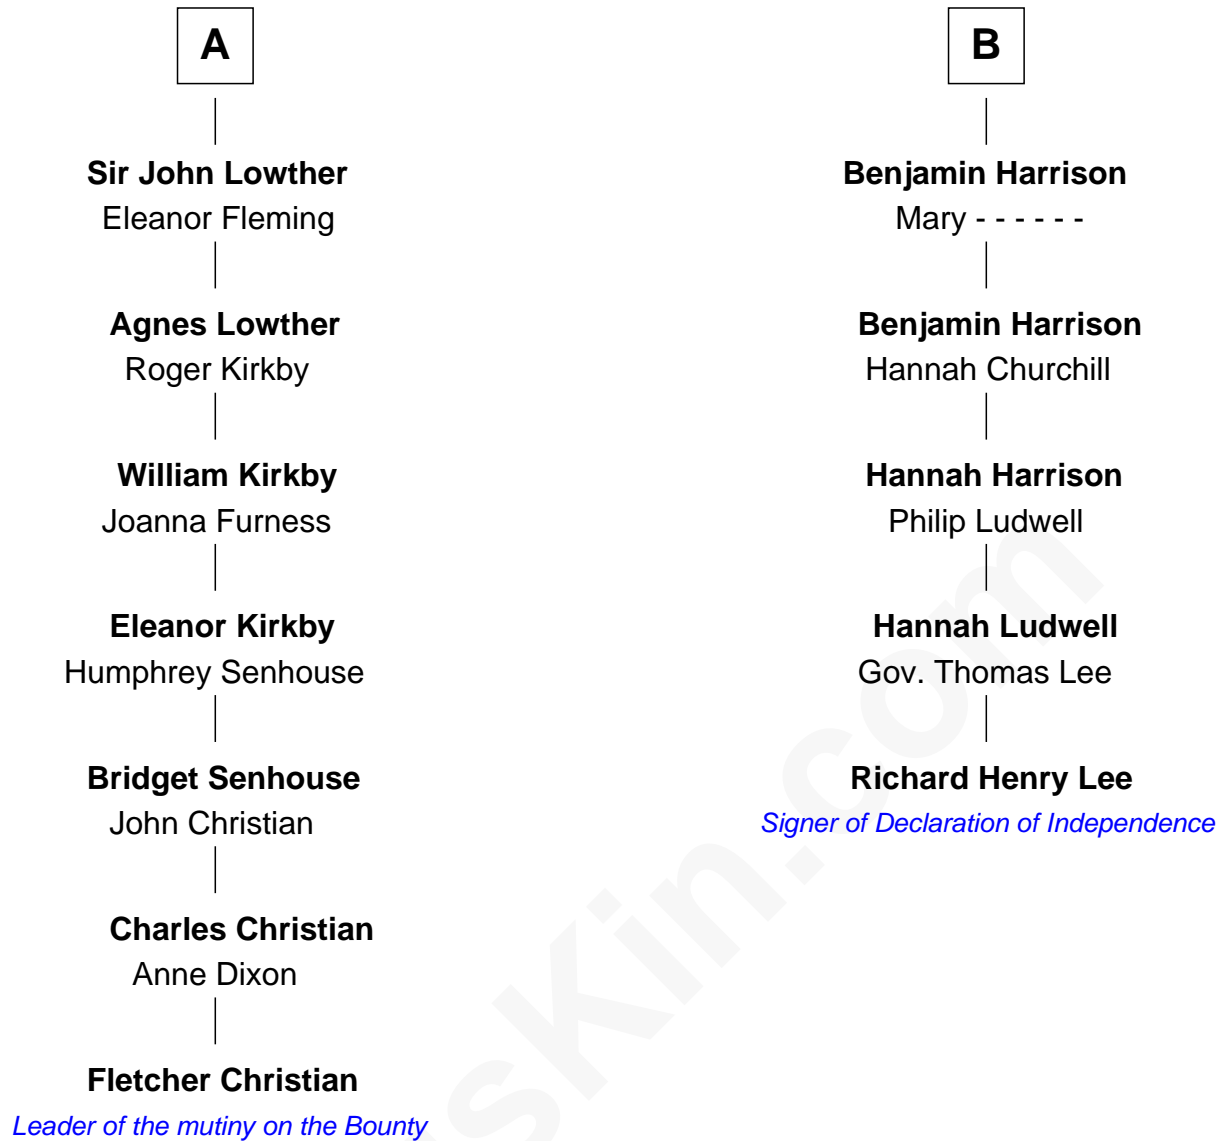 A
Sir John Lowther
Eleanor Fleming
Agnes Lowther
Roger Kirkby
William Kirkby
Joanna Furness
Eleanor Kirkby
Humphrey Senhouse
Bridget Senhouse
John Christian
Charles Christian
Anne Dixon
Fletcher Christian
Leader of the mutiny on the Bounty
B
Benjamin Harrison
Mary - - - - - -
Benjamin Harrison
Hannah Churchill
Hannah Harrison
Philip Ludwell
Hannah Ludwell
Gov. Thomas Lee
Richard Henry Lee
Signer of Declaration of Independence
sKin.com